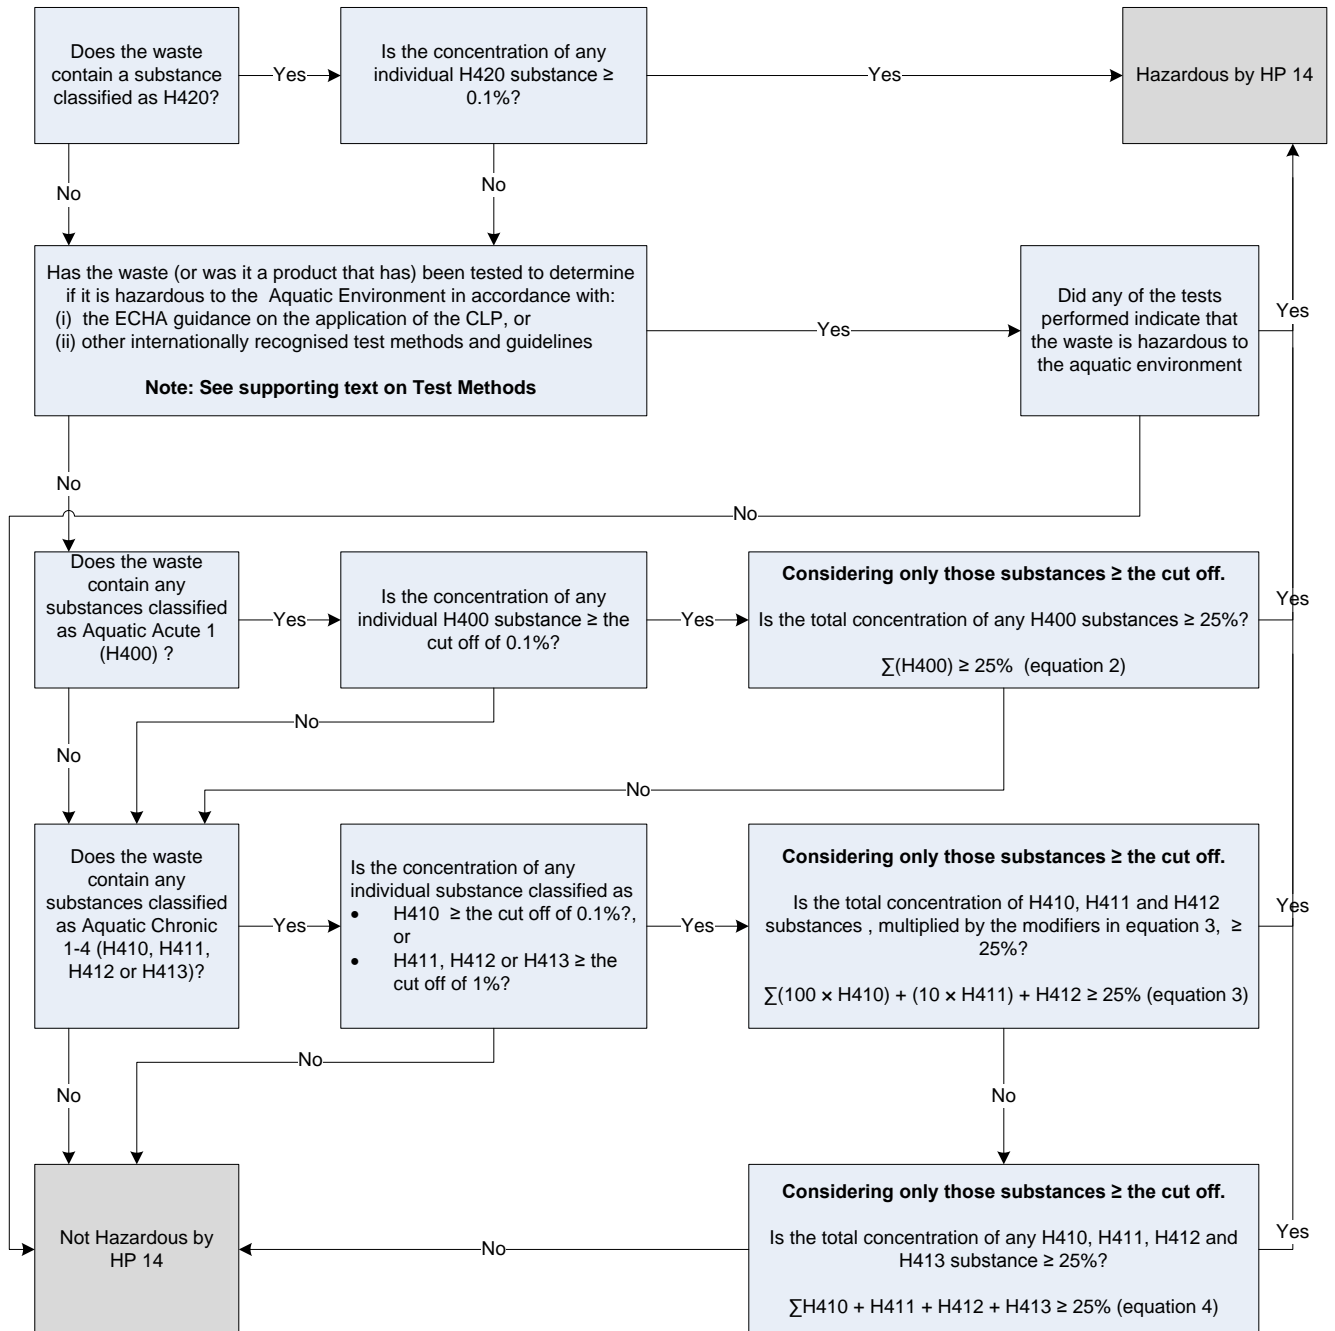 Does the waste
contain a substance
classified as H420?
Yes
Is the concentration of any
individual H420 substance ≥
0.1%?
Yes
Hazardous by HP 14
No
No
Has the waste (or was it a product that has) been tested to determine
if it is hazardous to the  Aquatic Environment in accordance with:
(i)  the ECHA guidance on the application of the CLP, or
(ii) other internationally recognised test methods and guidelines
Note: See supporting text on Test Methods
Yes
Did any of the tests
performed indicate that
the waste is hazardous to
the aquatic environment
Yes
No
No
Does the waste
contain any
substances classified
as Aquatic Acute 1
(H400) ?
Yes
Is the concentration of any
individual H400 substance ≥ the
cut off of 0.1%?
Yes
Considering only those substances ≥ the cut off.
Is the total concentration of any H400 substances ≥ 25%?
∑(H400) ≥ 25%  (equation 2)
Yes
No
No
No
Does the waste
contain any
substances classified
as Aquatic Chronic
1-4 (H410, H411,
H412 or H413)?
Yes
Is the concentration of any
individual substance classified as
• H410  ≥ the cut off of 0.1%?,
or
• H411, H412 or H413 ≥ the
cut off of 1%?
Yes
Considering only those substances ≥ the cut off.
Is the total concentration of H410, H411 and H412
substances , multiplied by the modifiers in equation 3,  ≥
25%?
∑(100 × H410) + (10 × H411) + H412 ≥ 25% (equation 3)
Yes
No
No
No
Not Hazardous by
HP 14
No
Considering only those substances ≥ the cut off.
Is the total concentration of any H410, H411, H412 and
H413 substance ≥ 25%?
∑H410 + H411 + H412 + H413 ≥ 25% (equation 4)
Yes